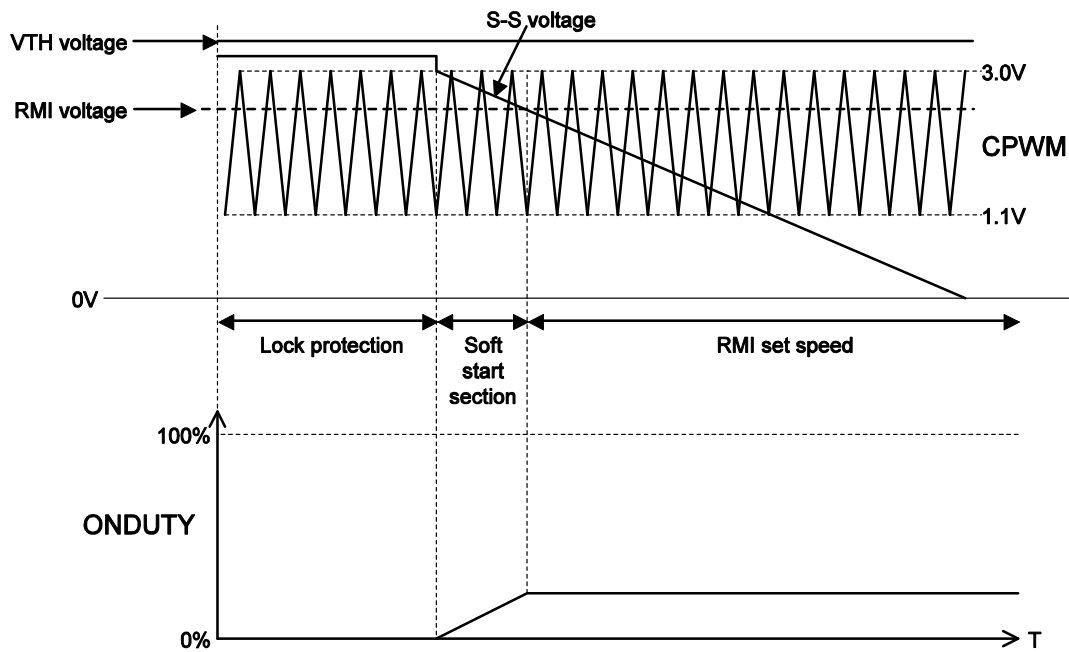 S-S voltage
VTH voltage
3.0V
RMI voltage
CPWM
1.1V
0V
Lock protection
Soft
start
section
RMI set speed
100%
ONDUTY
0%
T